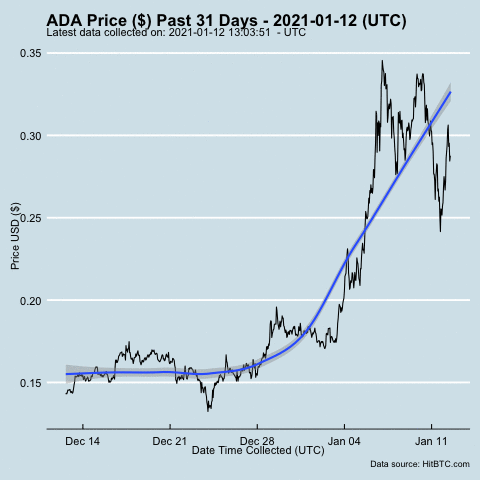 ADA Price ($) Past 31 Days - 2021-01-12 (UTC)
Latest data collected on: 2021-01-12 13:03:51 - UTC
0.35
0.30
0.25
0.20
0.15
Price USD ($)
Dec 14 Dec 21 Dec 28 Jan 04 Jan 11
Date Time Collected (UTC)
Data source: HitBTC.com